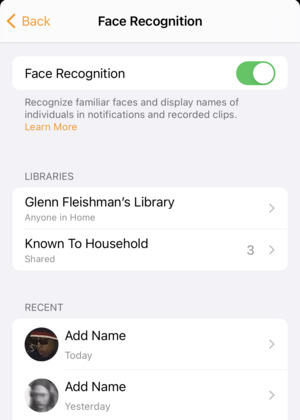 Back
Face Recognition
Face Recognition
Recognize familiar faces and display names of
individuals in notifications and recorded clips.
Learn More
LIBRARIES
Glenn Fleishman’s Library
Anyone in Home
Known To Household
3
Shared
RECENT
Add Name
Today
Add Name
Yesterday